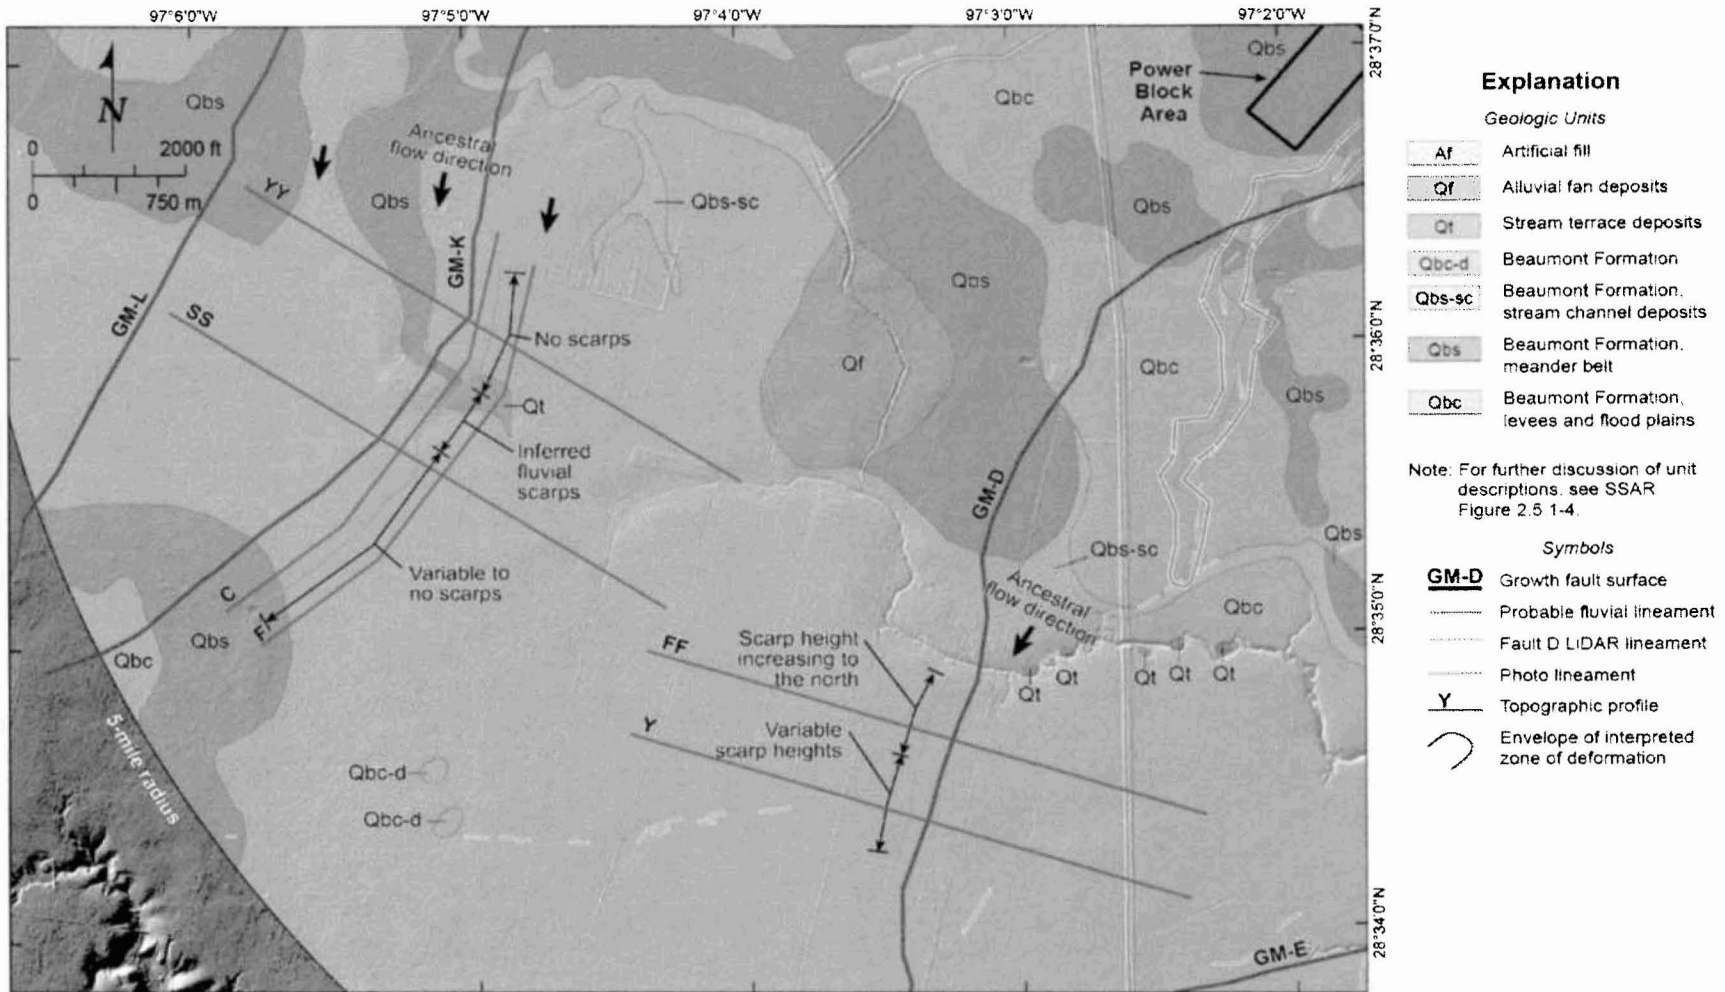 97°6'0"W
97°5'0"W
97°4'0"W
97°3'0"W
97°2'0"W
28°37'0"N
28°36'0"N
28°35'0"N
28°34'0"N
N
0 2000 ft
0 750 m
Qbs
Qbs
Ancestral
flow direction
YY
SS
GM-L
GM-K
Qbs-sc
No scarps
Qt
Inferred
fluvial
scarps
Variable to
no scarps
C
F
Qbs
Qbc
5-mile radius
Qbc-d
Qbc-d
Qbc
Power
Block
Area
Qbs
Qbs
Qbs
Qf
Qbc
Qbs
Qbs
GM-D
Qbs-sc
Ancestral
flow direction
Qbc
Qt
Qt
Qt
Qt
Qt
Scarp height
increasing to
the north
FF
Y
Variable
scarp heights
GM-E
Explanation
Geologic Units
Af Artificial fill
Qf Alluvial fan deposits
Qt Stream terrace deposits
Qbc-d Beaumont Formation
Qbs-sc Beaumont Formation,
stream channel deposits
Qbs Beaumont Formation,
meander belt
Qbc Beaumont Formation,
levees and flood plains
Note: For further discussion of unit
descriptions, see SSAR
Figure 2.5.1-4.
Symbols
GM-D Growth fault surface
Probable fluvial lineament
Fault D LiDAR lineament
Photo lineament
Y Topographic profile
Envelope of interpreted
zone of deformation